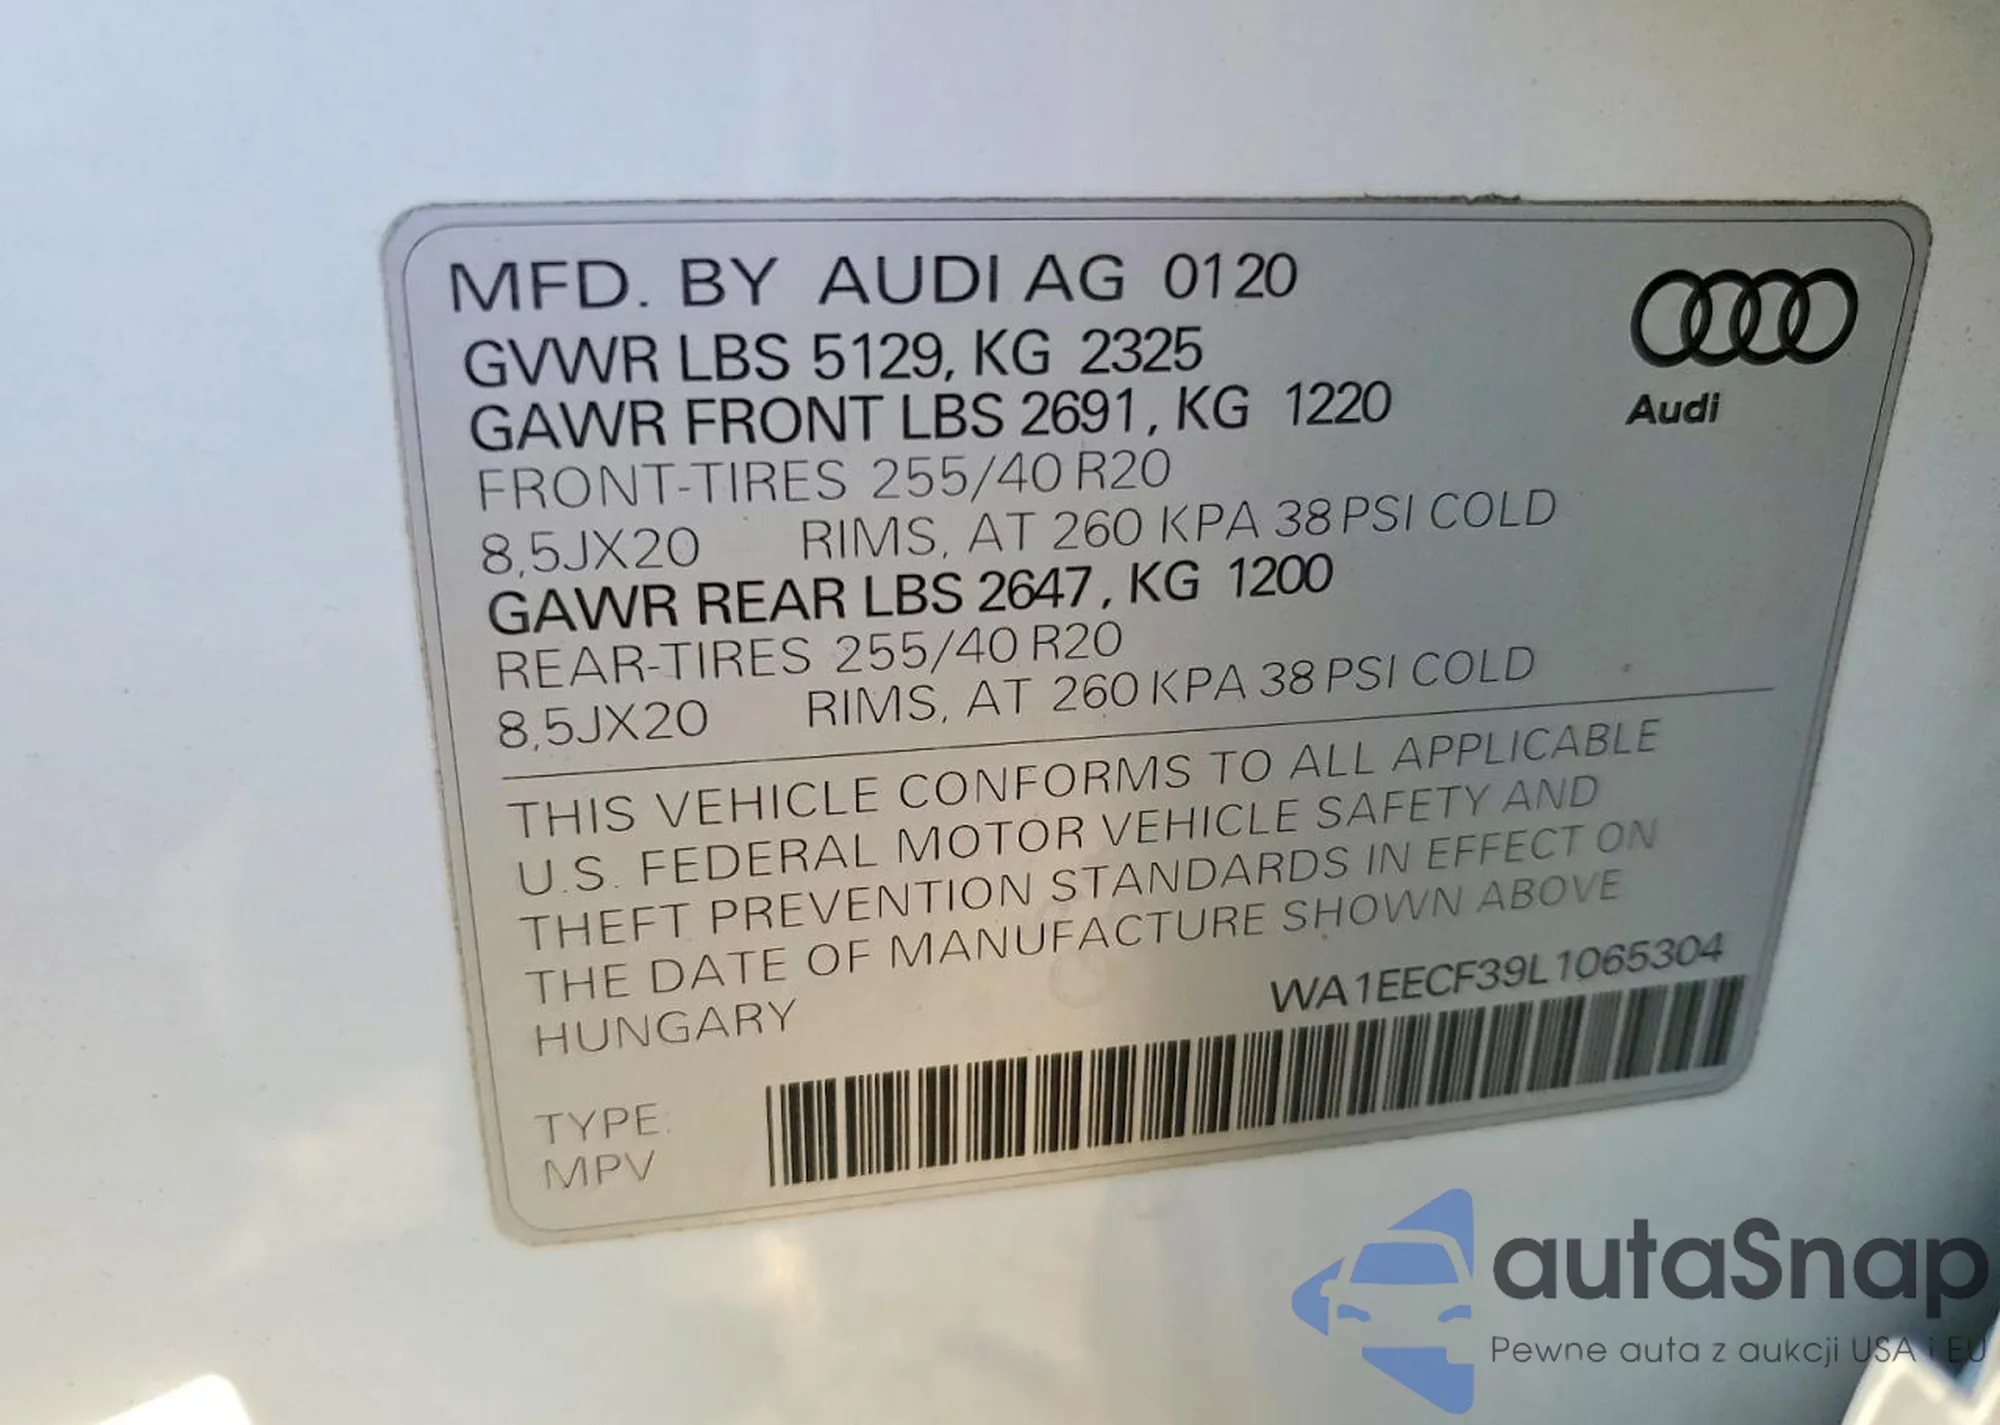 MFD. BY AUDI AG 0120
GVWR LBS 5129, KG 2325
GAWR FRONT LBS 2691, KG 1220
FRONT-TIRES 255/40 R20
8,5JX20 RIMS, AT 260 KPA 38 PSI COLD
GAWR REAR LBS 2647, KG 1200
REAR-TIRES 255/40 R20
8,5JX20 RIMS, AT 260 KPA 38 PSI COLD
Audi
THIS VEHICLE CONFORMS TO ALL APPLICABLE
U.S. FEDERAL MOTOR VEHICLE SAFETY AND
THEFT PREVENTION STANDARDS IN EFFECT ON
THE DATE OF MANUFACTURE SHOWN ABOVE
HUNGARY
WA1EECF39L1065304
TYPE:
MPV
autaSnap
Pewne auta z aukcji USA i EU